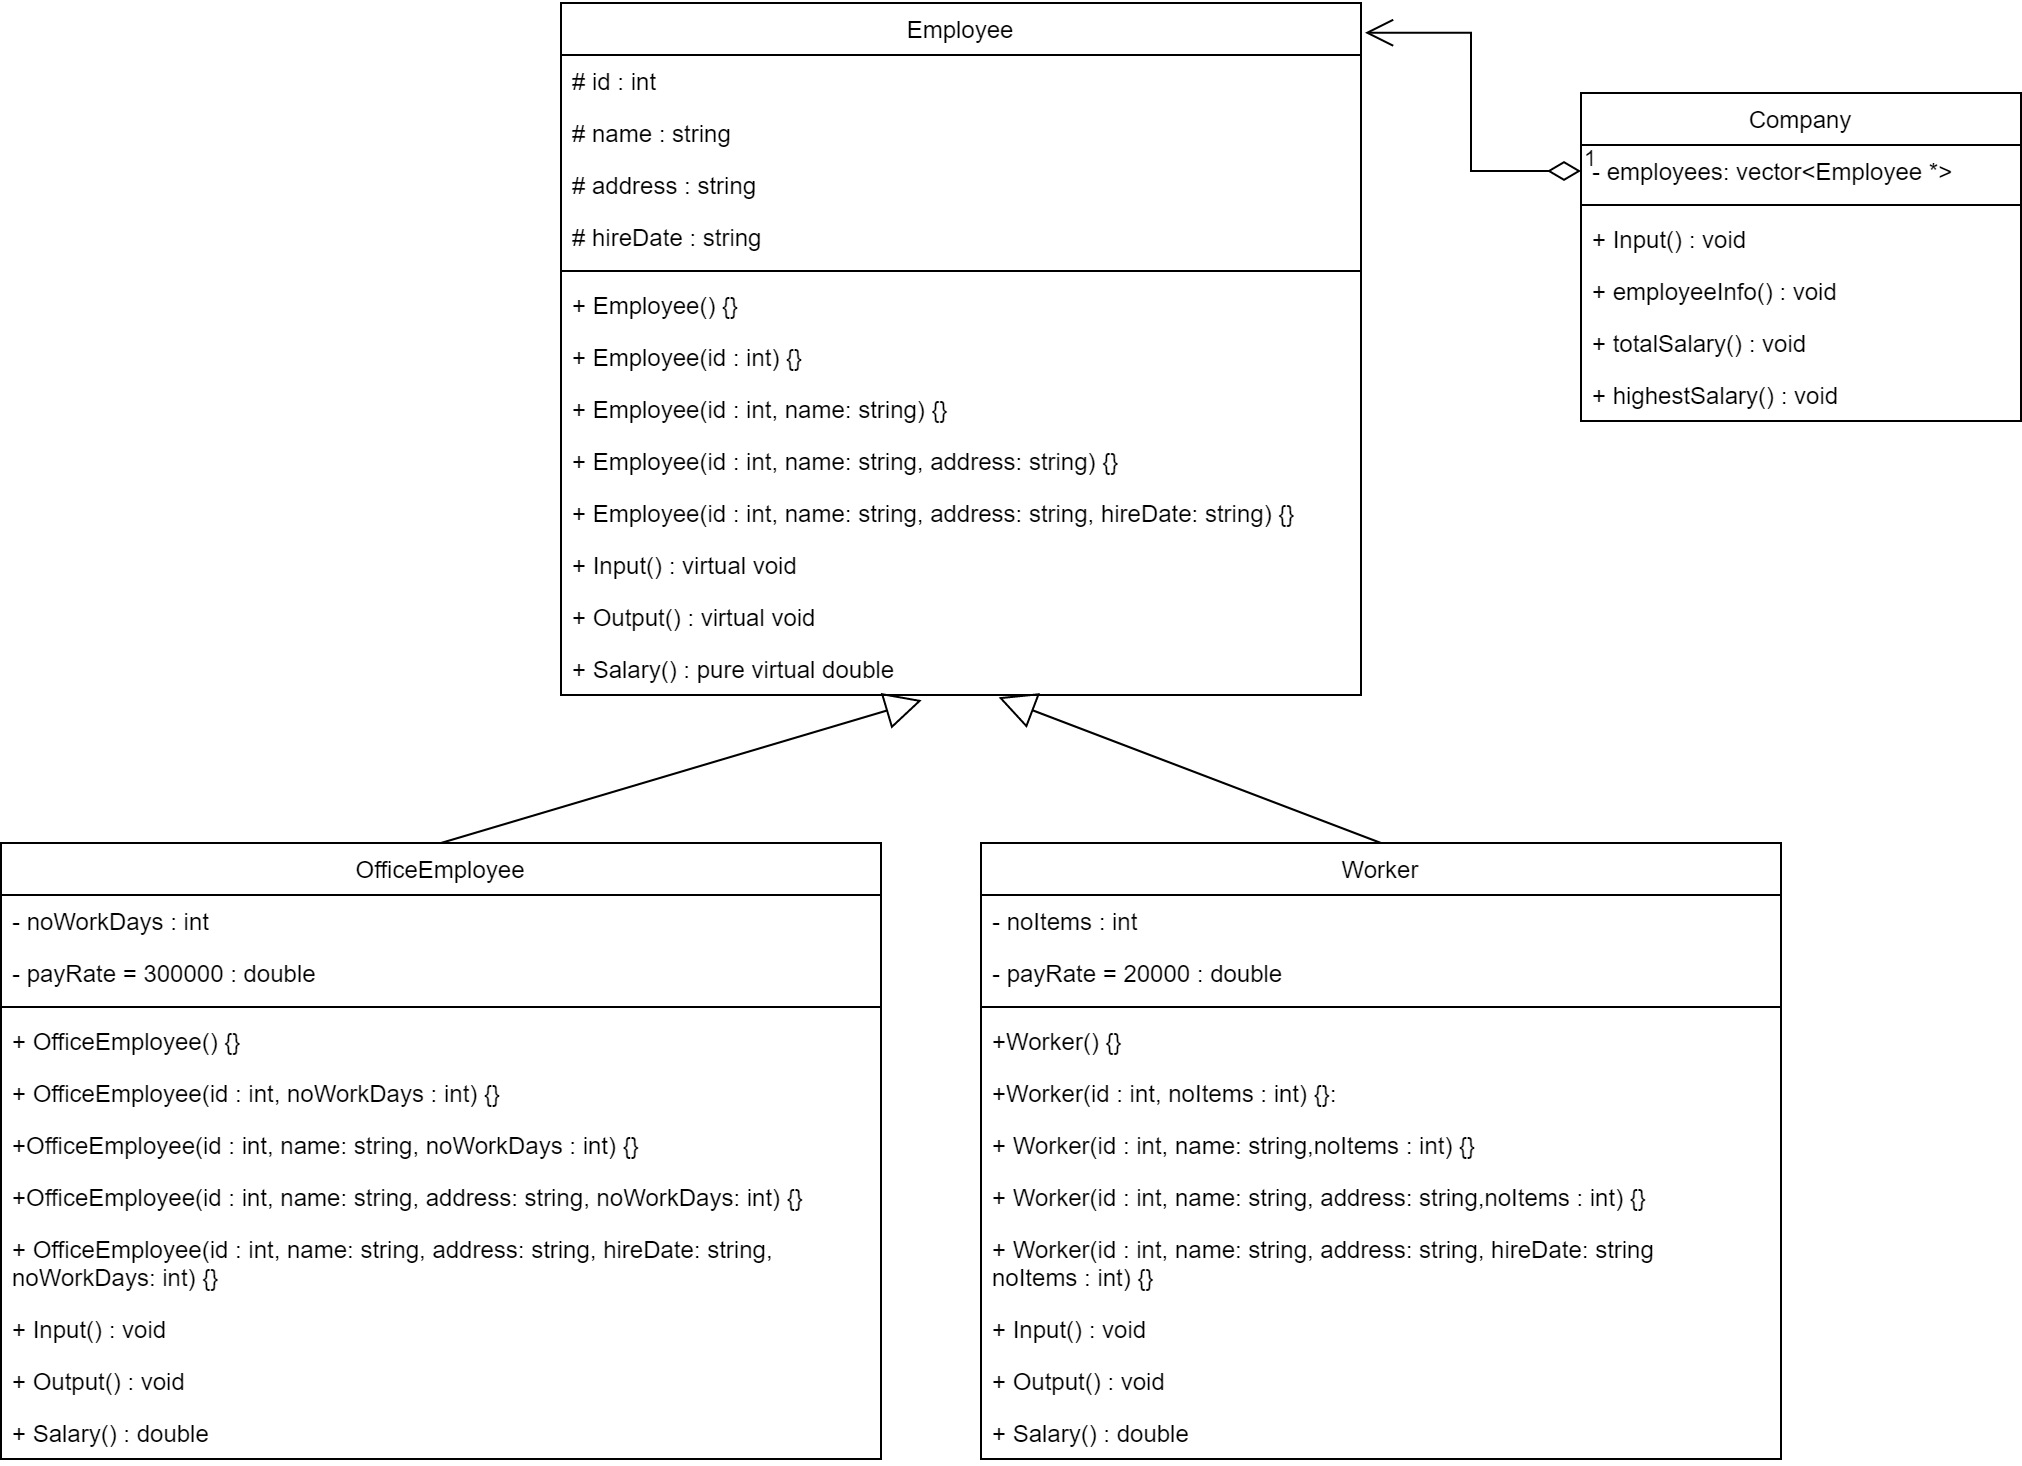 Employee
# id : int
# name : string
# address : string
# hireDate : string
+ Employee() {}
+ Employee(id : int) {}
+ Employee(id : int, name: string) {}
+ Employee(id : int, name: string, address: string) {}
+ Employee(id : int, name: string, address: string, hireDate: string) {}
+ Input() : virtual void
+ Output() : virtual void
+ Salary() : pure virtual double
Company
1
- employees: vector<Employee *>
+ Input() : void
+ employeeInfo() : void
+ totalSalary() : void
+ highestSalary() : void
OfficeEmployee
- noWorkDays : int
- payRate = 300000 : double
+ OfficeEmployee() {}
+ OfficeEmployee(id : int, noWorkDays : int) {}
+OfficeEmployee(id : int, name: string, noWorkDays : int) {}
+OfficeEmployee(id : int, name: string, address: string, noWorkDays: int) {}
+ OfficeEmployee(id : int, name: string, address: string, hireDate: string,
noWorkDays: int) {}
+ Input() : void
+ Output() : void
+ Salary() : double
Worker
- noItems : int
- payRate = 20000 : double
+Worker() {}
+Worker(id : int, noItems : int) {}:
+ Worker(id : int, name: string,noItems : int) {}
+ Worker(id : int, name: string, address: string,noItems : int) {}
+ Worker(id : int, name: string, address: string, hireDate: string
noItems : int) {}
+ Input() : void
+ Output() : void
+ Salary() : double